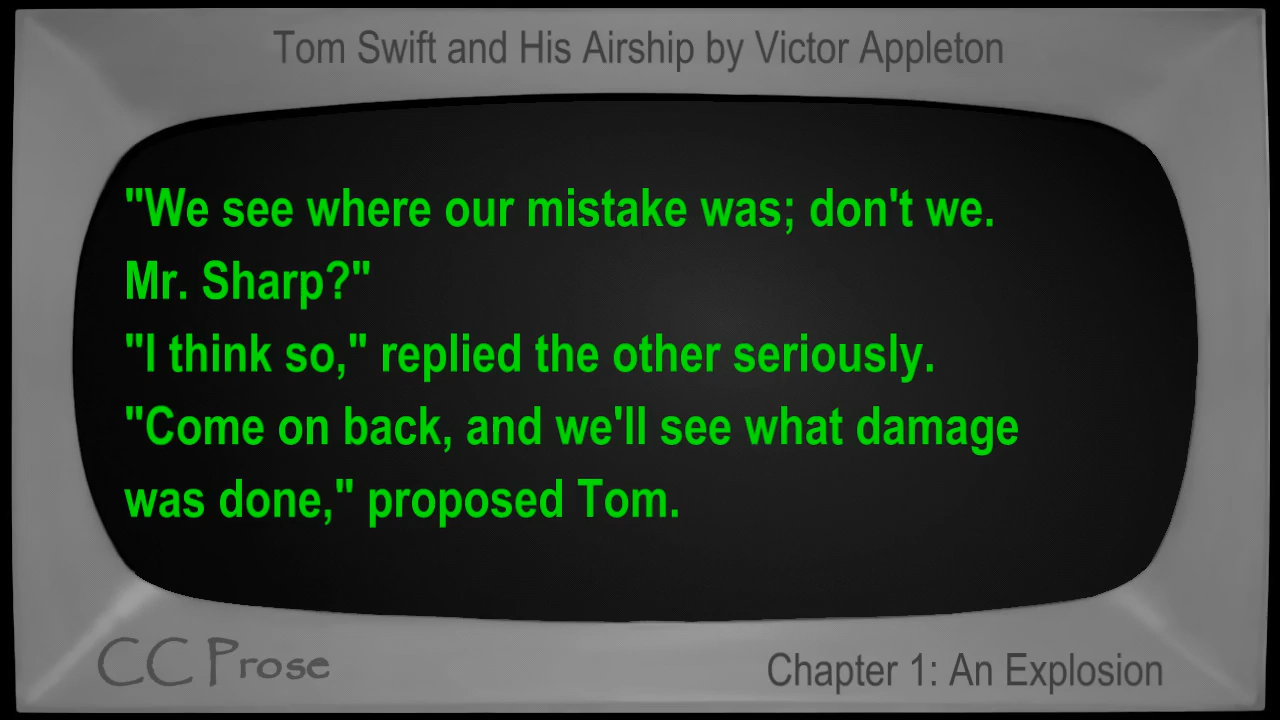 Tom Swift and His Airship by Victor Appleton
"We see where our mistake was; don't we.
Mr. Sharp?"
"I think so," replied the other seriously.
"Come on back, and we'll see what damage
was done," proposed Tom.
CC Prose
Chapter 1: An Explosion